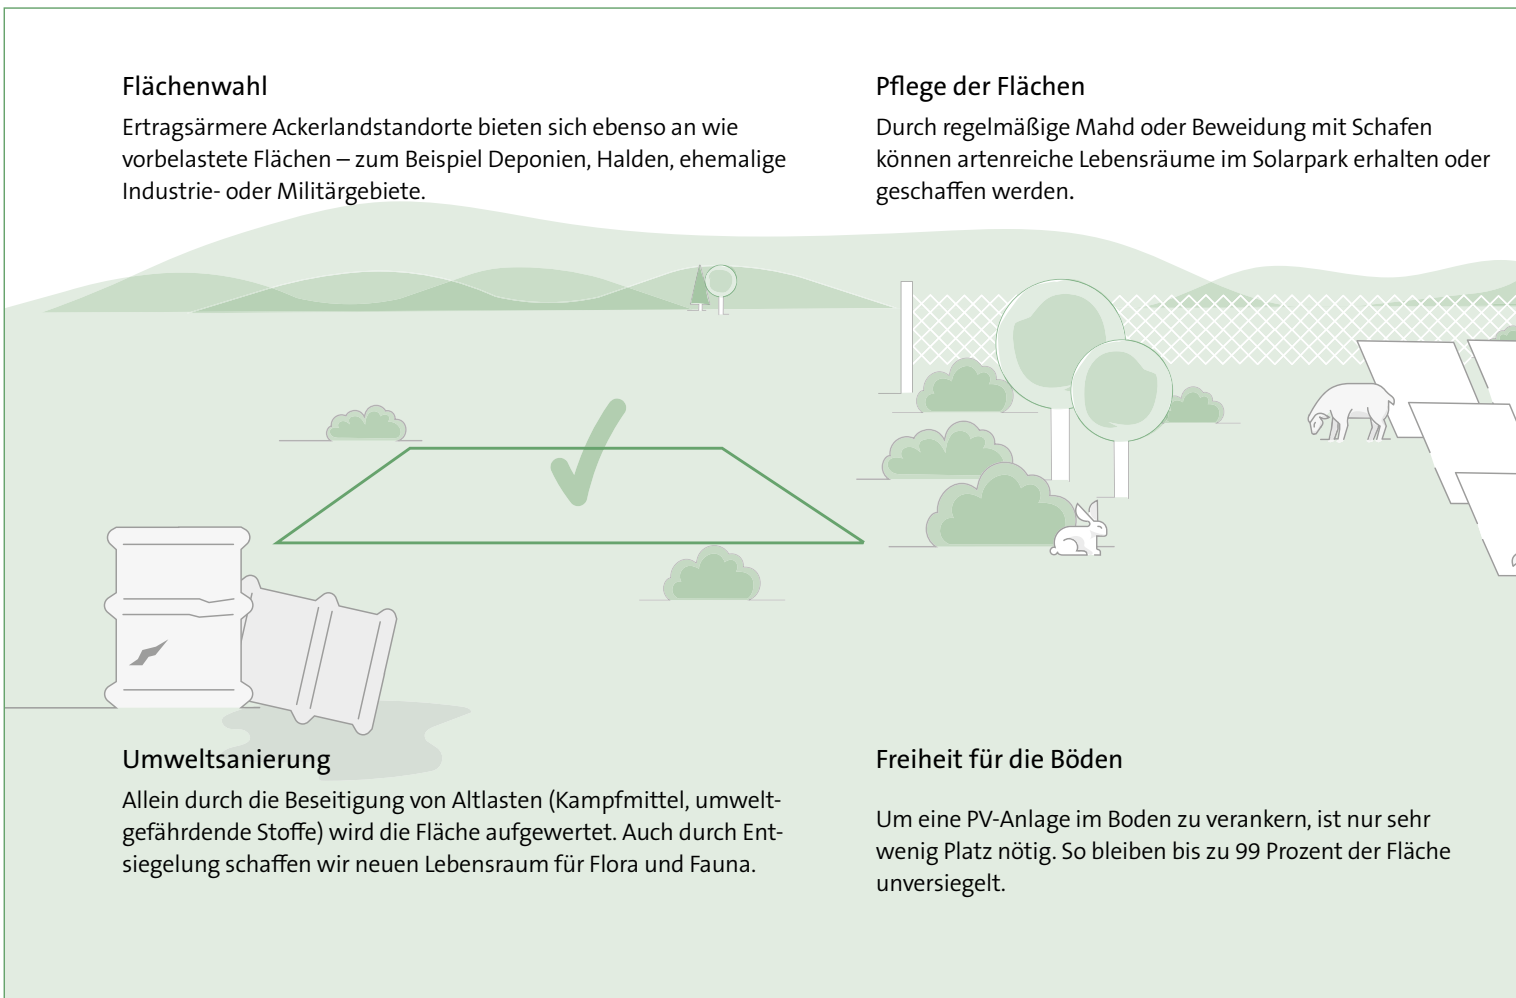 Flächenwahl
Ertragsärmere Ackerlandstandorte bieten sich ebenso an wie
vorbelastete Flächen – zum Beispiel Deponien, Halden, ehemalige
Industrie- oder Militärgebiete.
Pflege der Flächen
Durch regelmäßige Mahd oder Beweidung mit Schafen
können artenreiche Lebensräume im Solarpark erhalten oder
geschaffen werden.
Umweltsanierung
Allein durch die Beseitigung von Altlasten (Kampfmittel, umwelt-
gefährdende Stoffe) wird die Fläche aufgewertet. Auch durch Ent-
siegelung schaffen wir neuen Lebensraum für Flora und Fauna.
Freiheit für die Böden
Um eine PV-Anlage im Boden zu verankern, ist nur sehr
wenig Platz nötig. So bleiben bis zu 99 Prozent der Fläche
unversiegelt.